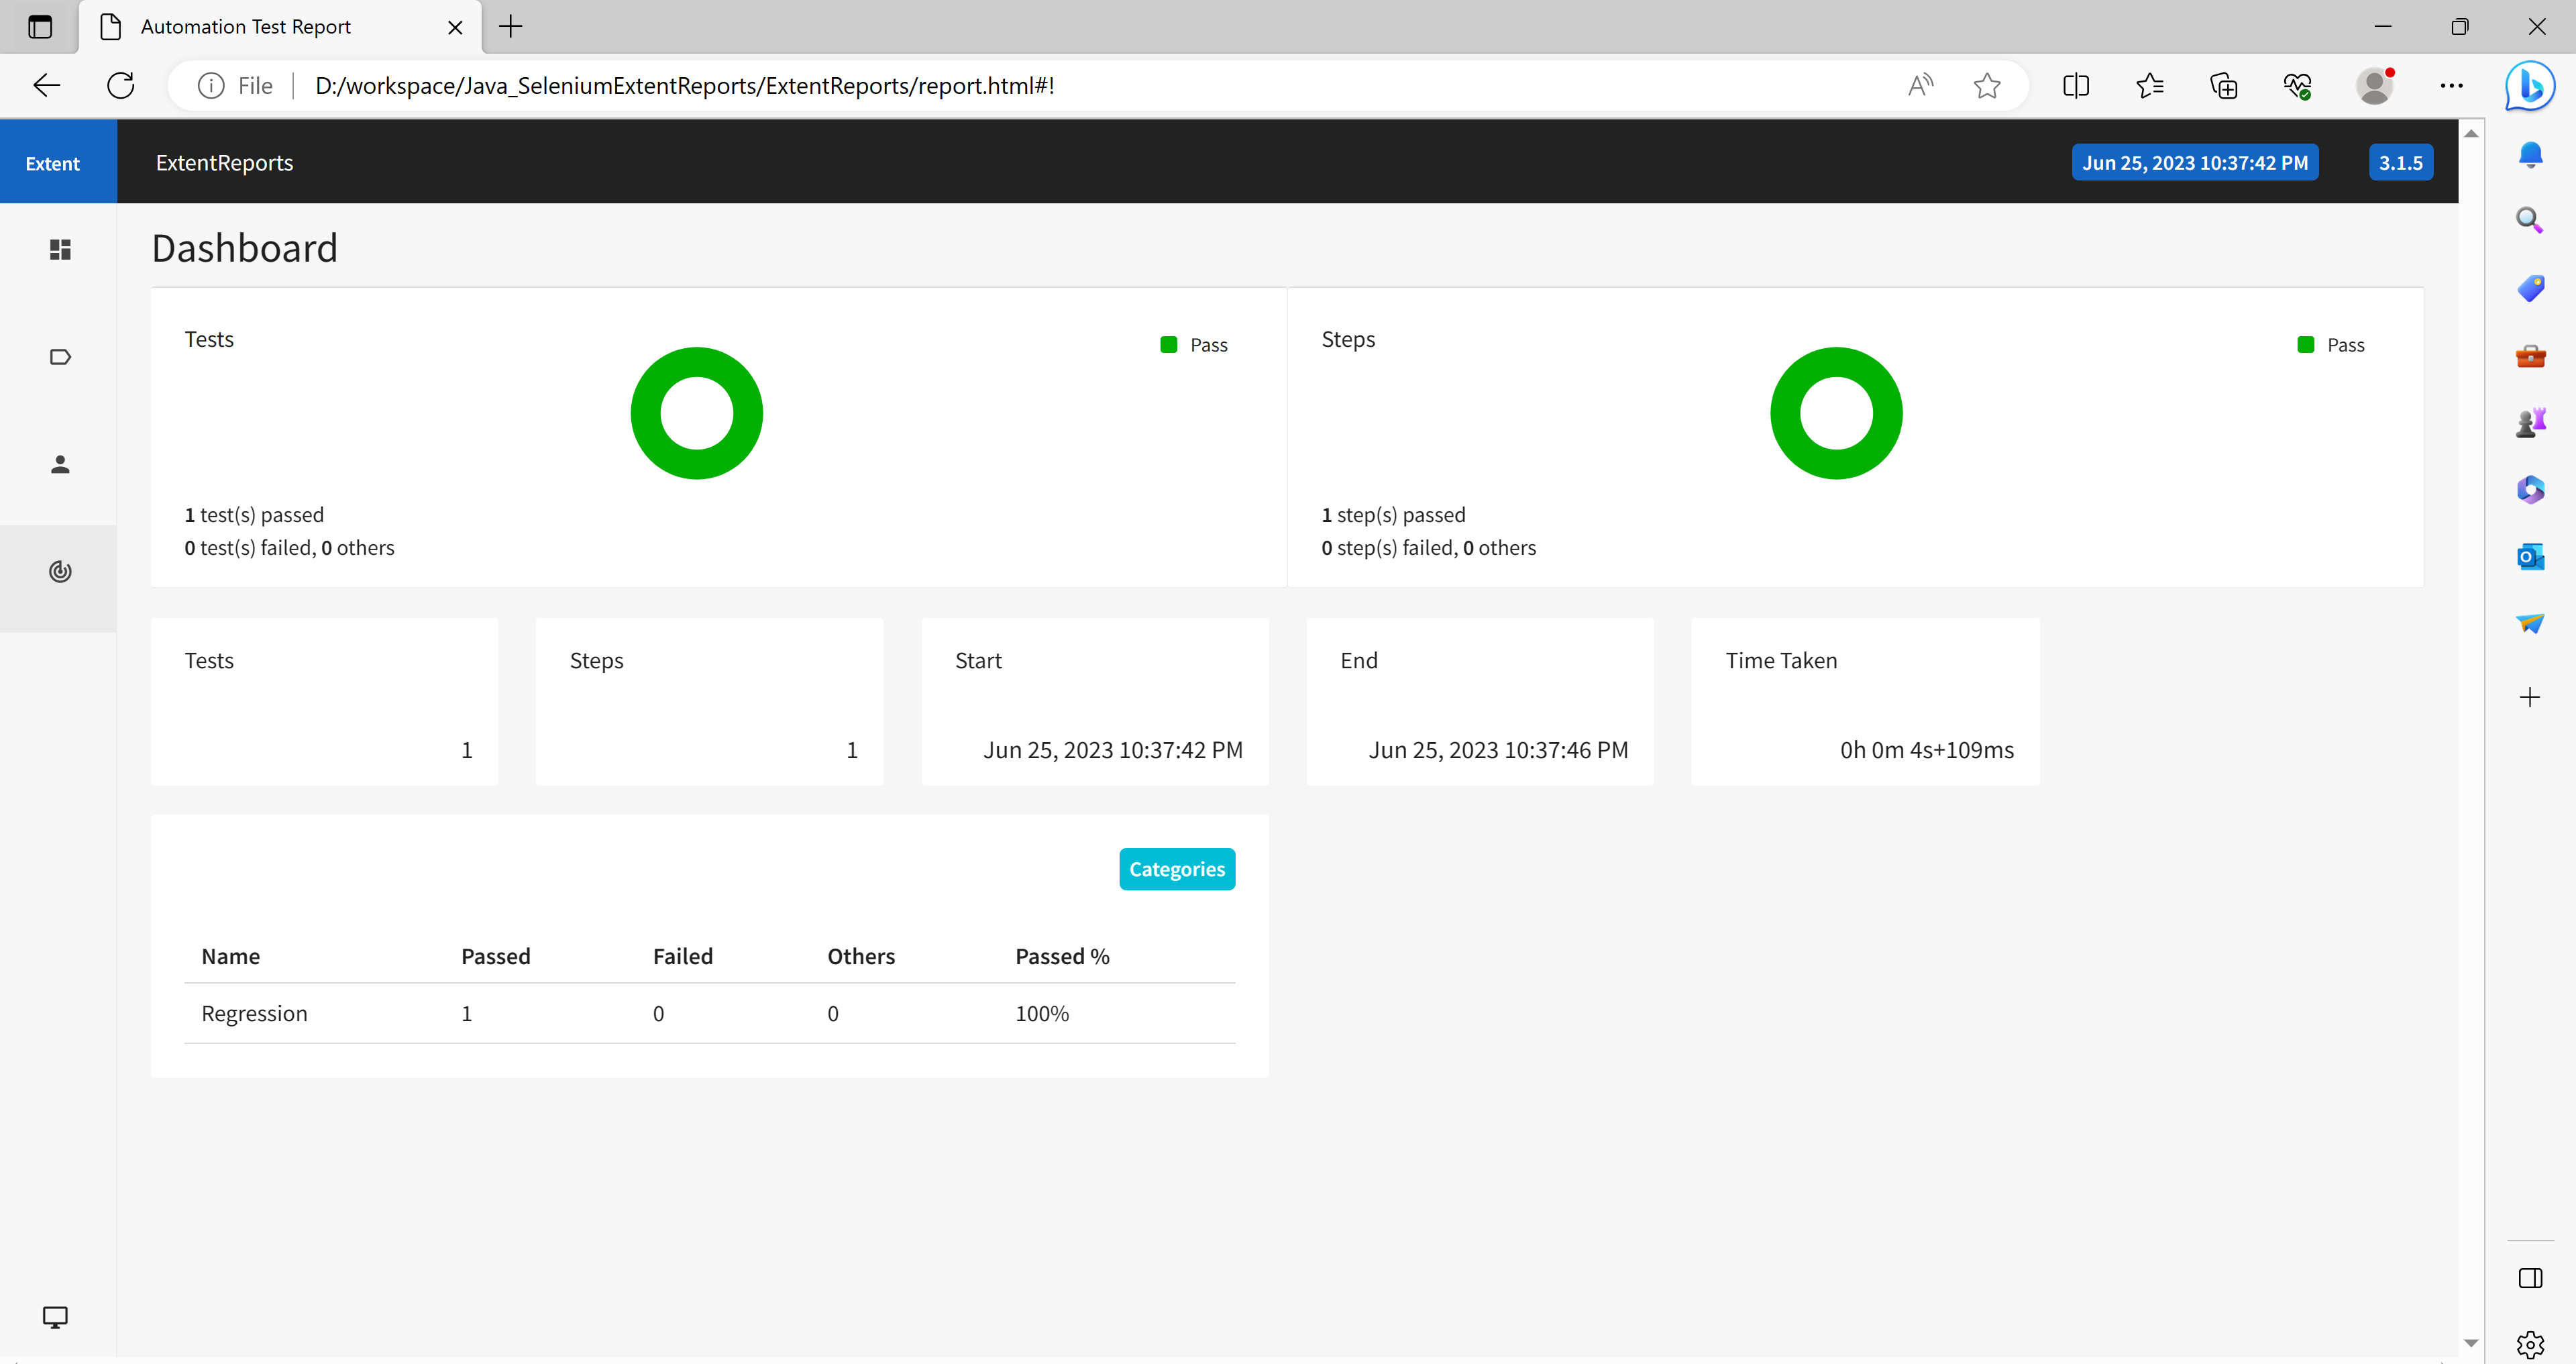 Automation Test Report
File
D:/workspace/Java_SeleniumExtentReports/ExtentReports/report.html#!
Extent
ExtentReports
Jun 25, 2023 10:37:42 PM
3.1.5
Dashboard
Tests
Pass
1 test(s) passed
0 test(s) failed, 0 others
Steps
Pass
1 step(s) passed
0 step(s) failed, 0 others
Tests
1
Steps
1
Start
Jun 25, 2023 10:37:42 PM
End
Jun 25, 2023 10:37:46 PM
Time Taken
0h 0m 4s+109ms
Categories
Name Passed Failed Others Passed %
Regression 1 0 0 100%